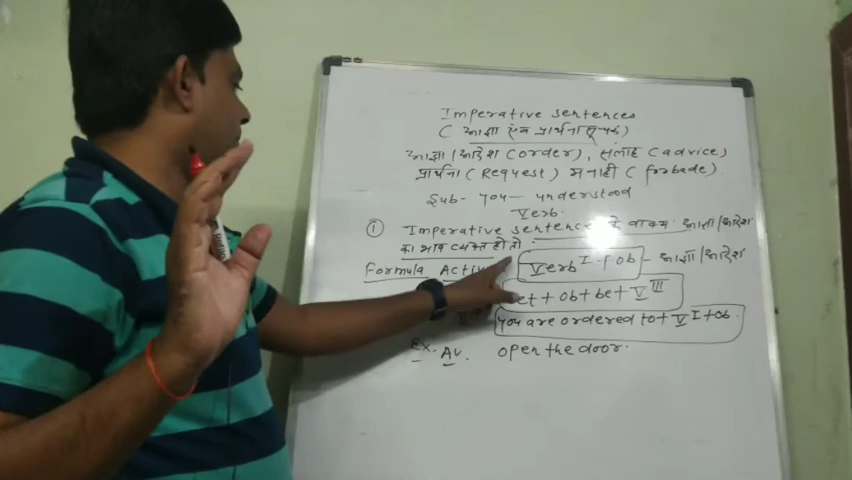 Imperative sentences
( आज्ञा एंव प्रार्थना सूचक)
आज्ञा/आदेश (order), सलाह (advice)
प्रार्थना (Request) मनाही (forbade).
Sub- you— understood
Verb.
① Imperative sentence के वाक्य आज्ञा/आदेश
का भाव व्यक्त हो तो
Formula Active Verb I + ob - आज्ञा/आदेश
et + ob + be + V III
you are ordered to + V I + ob.
ex. Av. open the door.